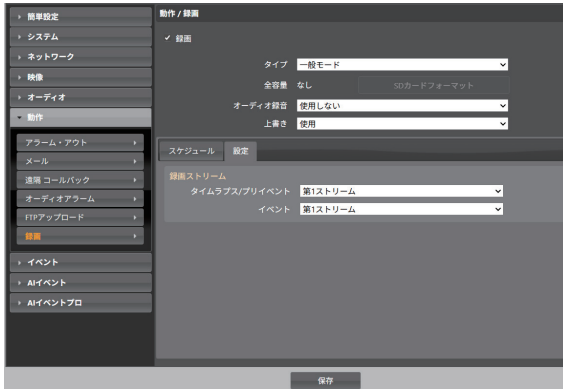 簡単設定
システム
ネットワーク
映像
オーディオ
動作
アラーム・アウト
メール
遠隔 コールバック
オーディオアラーム
FTPアップロード
録画
イベント
AIイベント
AIイベントプロ
動作 / 録画
録画
タイプ 一般モード
全容量 なし SDカードフォーマット
オーディオ録音 使用しない
上書き 使用
スケジュール 設定
録画ストリーム
タイムラプス/プリイベント 第1ストリーム
イベント 第1ストリーム
保存